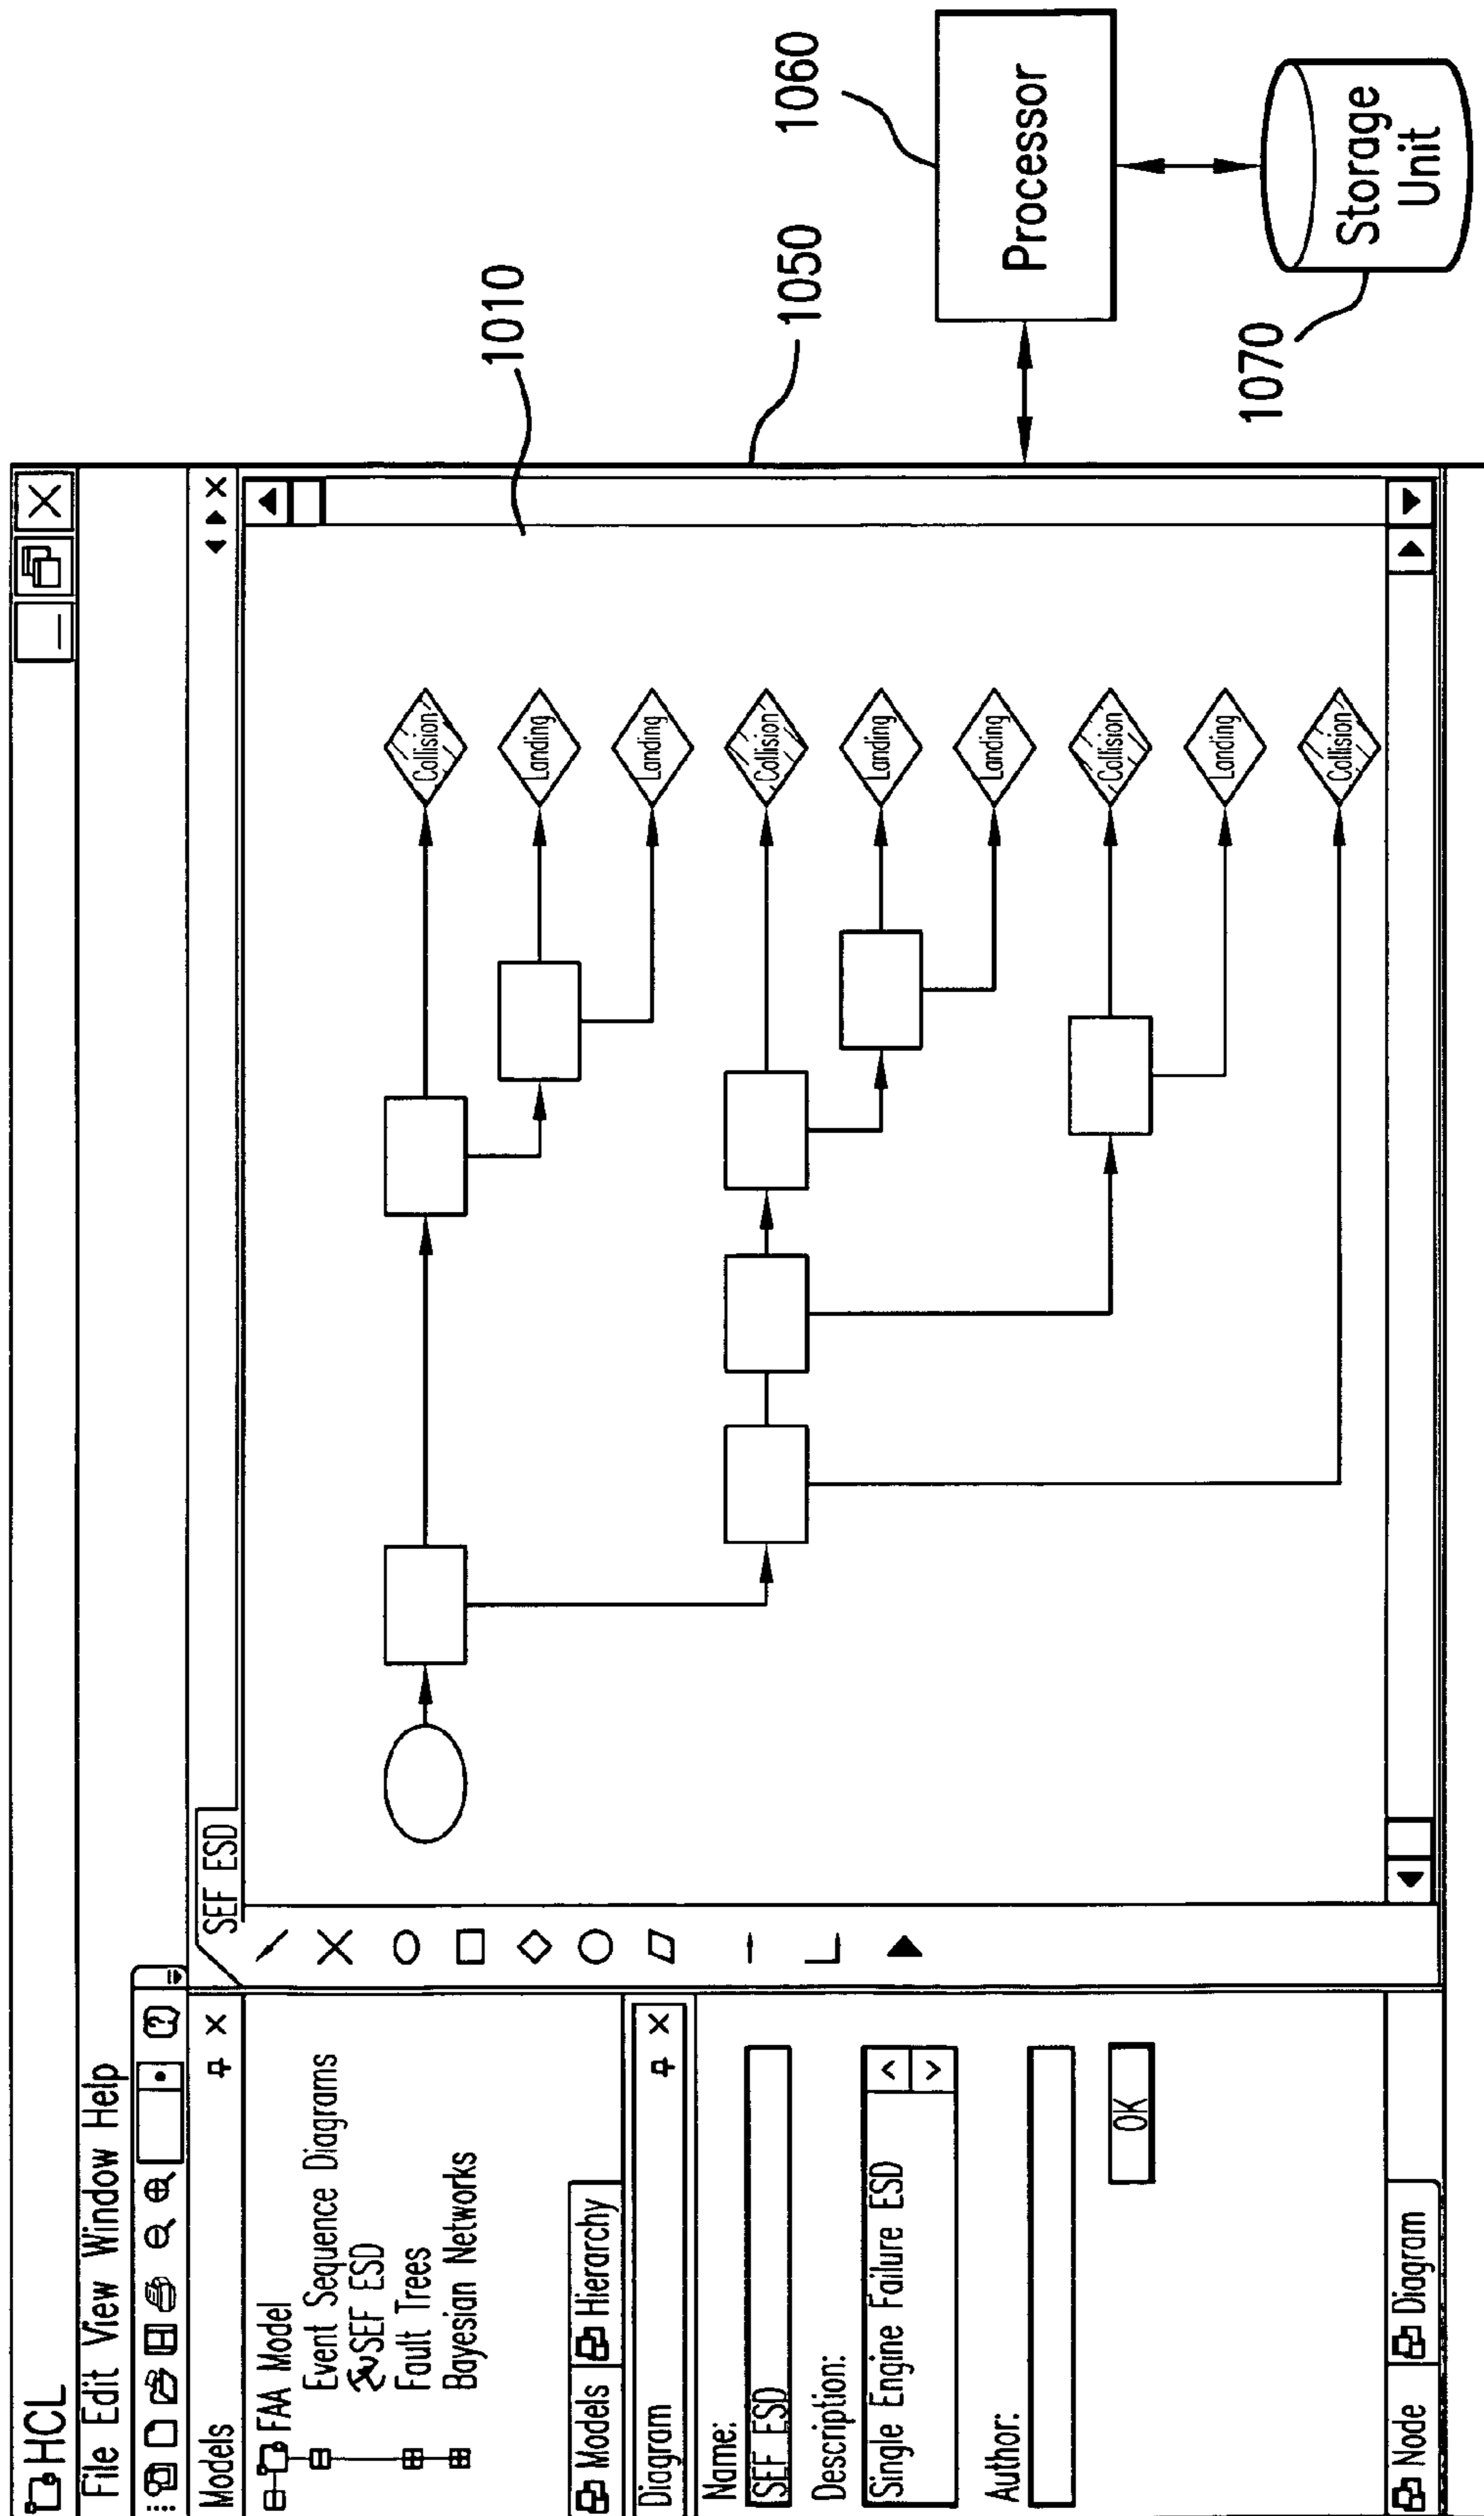 HCL
File Edit View Window Help
Models
FAA Model
Event Sequence Diagrams
SEF ESD
Fault Trees
Bayesian Networks
Models
Hierarchy
Diagram
Name:
SEF ESD
Description:
Single Engine Failure ESD
Author:
OK
Node
Diagram
SEF ESD
Collision
Landing
Landing
Collision
Landing
Landing
Collision
Landing
Collision
1010
1050
1060
Processor
1070
Storage
Unit